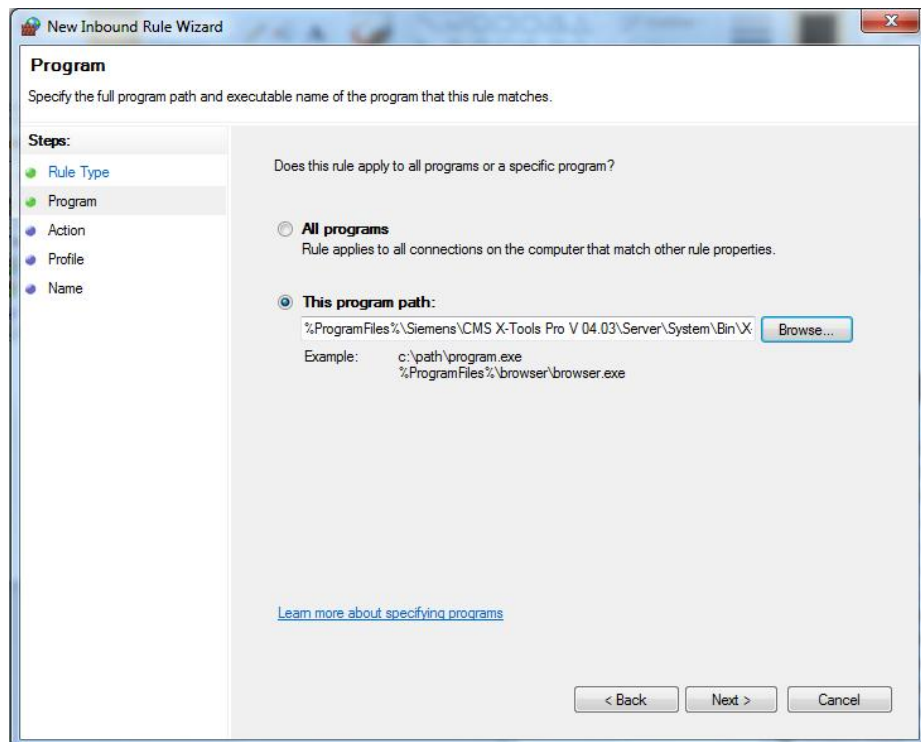 New Inbound Rule Wizard
Program
Specify the full program path and executable name of the program that this rule matches.
Steps:
Rule Type
Program
Action
Profile
Name
Does this rule apply to all programs or a specific program?
All programs
Rule applies to all connections on the computer that match other rule properties.
This program path:
%ProgramFiles%\Siemens\CMS X-Tools Pro V 04.03\Server\System\Bin\X- Browse...
Example: c:\path\program.exe
%ProgramFiles%\browser\browser.exe
Learn more about specifying programs
< Back Next > Cancel